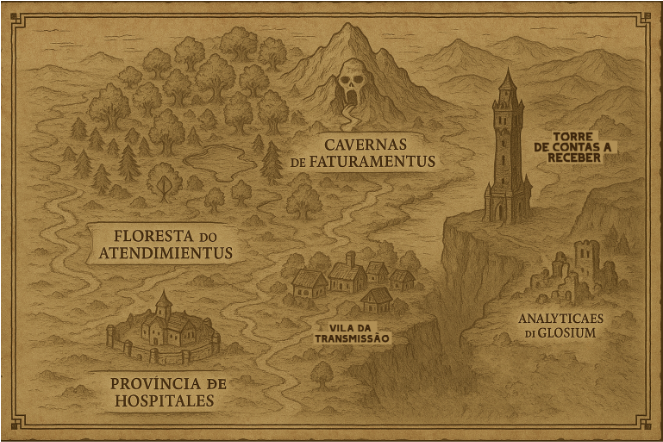 CAVERNAS
DE FATURAMENTUS
TORRE
DE CONTAS A
RECEBER
FLORESTA DO
ATENDIMIENTUS
VILA DA
TRANSMISSÃO
ANALYTICAES
DI GLOSIUM
PROVÍNCIA DE
HOSPITALES